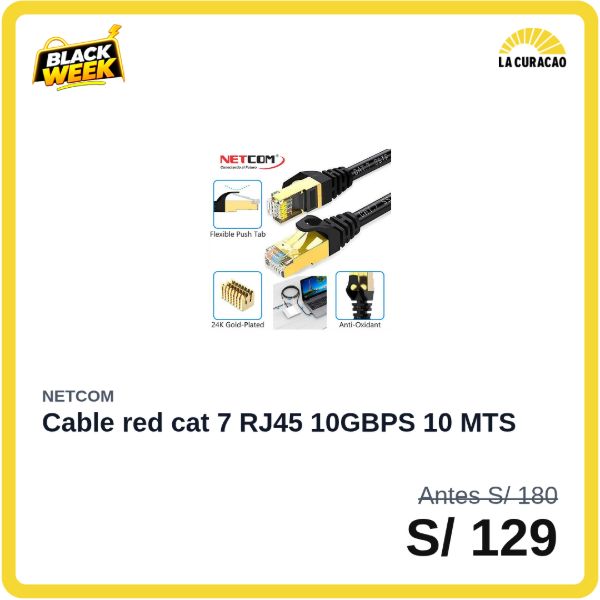 BLACK
WEEK
LA CURACAO
NETCOM
Conectando al Futuro
Flexible Push Tab
24K Gold-Plated
Anti-Oxidant
NETCOM
Cable red cat 7 RJ45 10GBPS 10 MTS
Antes S/ 180
S/ 129